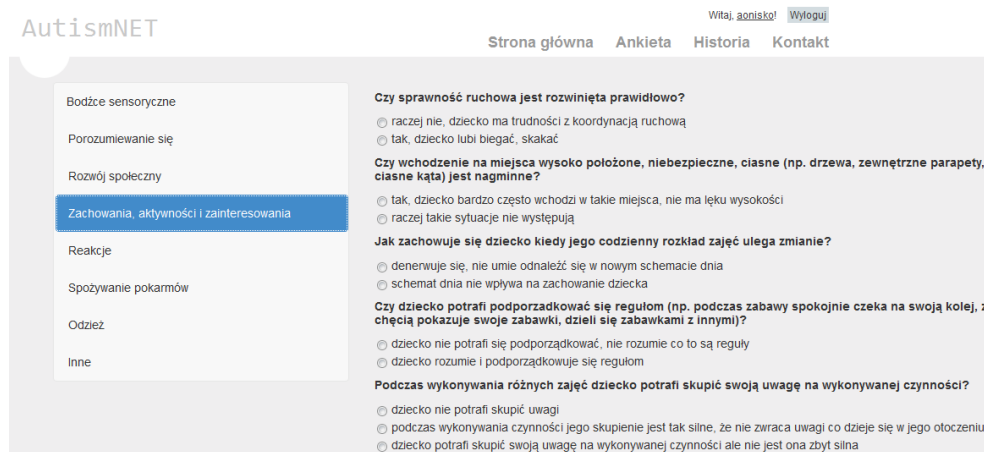 AutismNET
Witaj, aonisko! Wyloguj
Strona główna Ankieta Historia Kontakt
Bodźce sensoryczne
Porozumiewanie się
Rozwój społeczny
Zachowania, aktywności i zainteresowania
Reakcje
Spożywanie pokarmów
Odzież
Inne
Czy sprawność ruchowa jest rozwinięta prawidłowo?
raczej nie, dziecko ma trudności z koordynacją ruchową
tak, dziecko lubi biegać, skakać
Czy wchodzenie na miejsca wysoko położone, niebezpieczne, ciasne (np. drzewa, zewnętrzne parapety,
ciasne kąta) jest nagminne?
tak, dziecko bardzo często wchodzi w takie miejsca, nie ma lęku wysokości
raczej takie sytuacje nie występują
Jak zachowuje się dziecko kiedy jego codzienny rozkład zajęć ulega zmianie?
denerwuje się, nie umie odnaleźć się w nowym schemacie dnia
schemat dnia nie wpływa na zachowanie dziecka
Czy dziecko potrafi podporzadkować się regułom (np. podczas zabawy spokojnie czeka na swoją kolej, z
chęcią pokazuje swoje zabawki, dzieli się zabawkami z innymi)?
dziecko nie potrafi się podporządkować, nie rozumie co to są reguły
dziecko rozumie i podporządkowuje się regułom
Podczas wykonywania różnych zajęć dziecko potrafi skupić swoją uwagę na wykonywanej czynności?
dziecko nie potrafi skupić uwagi
podczas wykonywania czynności jego skupienie jest tak silne, że nie zwraca uwagi co dzieje się w jego otoczeniu
dziecko potrafi skupić swoją uwagę na wykonywanej czynności ale nie jest ona zbyt silna